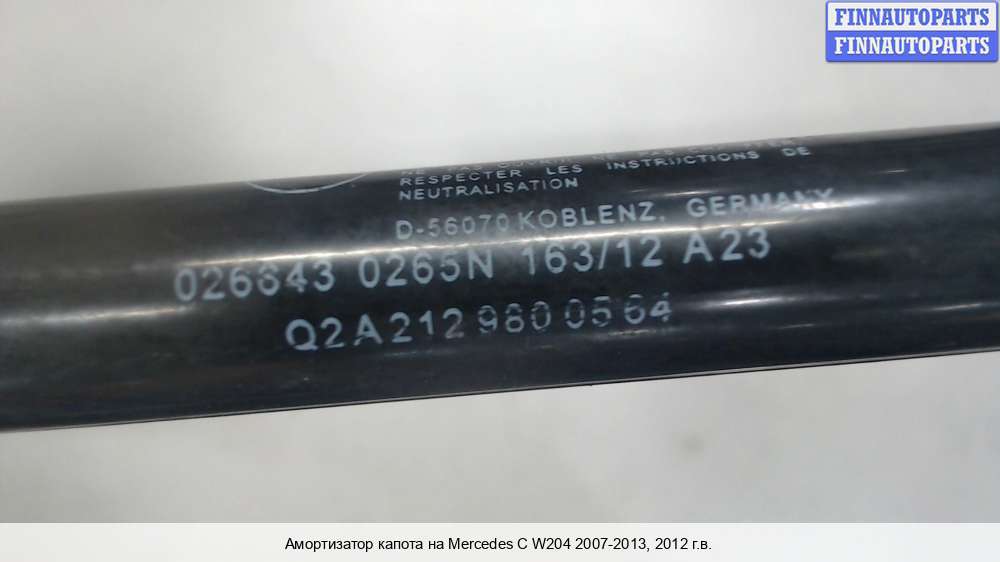 FINNAUTOPARTS
FINNAUTOPARTS
RESPECTER LES INSTRUCTIONS DE
NEUTRALISATION
D-56070 KOBLENZ, GERMANY
026843 0265N 163/12 A23
Q2A 212 980 05 64
Амортизатор капота на Mercedes C W204 2007-2013, 2012 г.в.